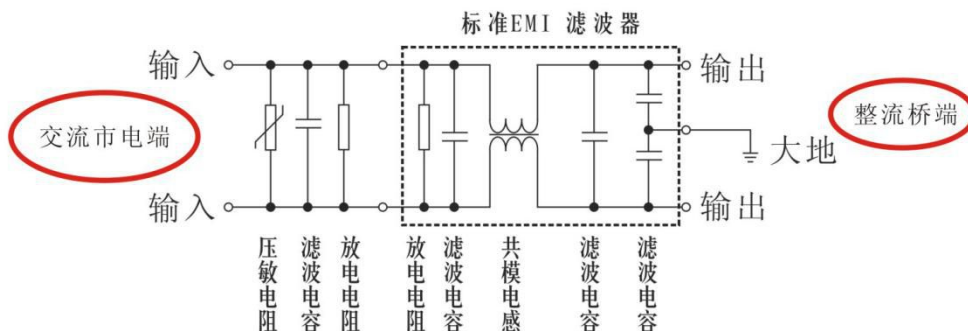 标准EMI 滤波器
输入
输出
交流市电端
整流桥端
大地
输入
输出
压敏电阻
滤波电容
放电电阻
放电电阻
滤波电容
共模电感
滤波电容
滤波电容